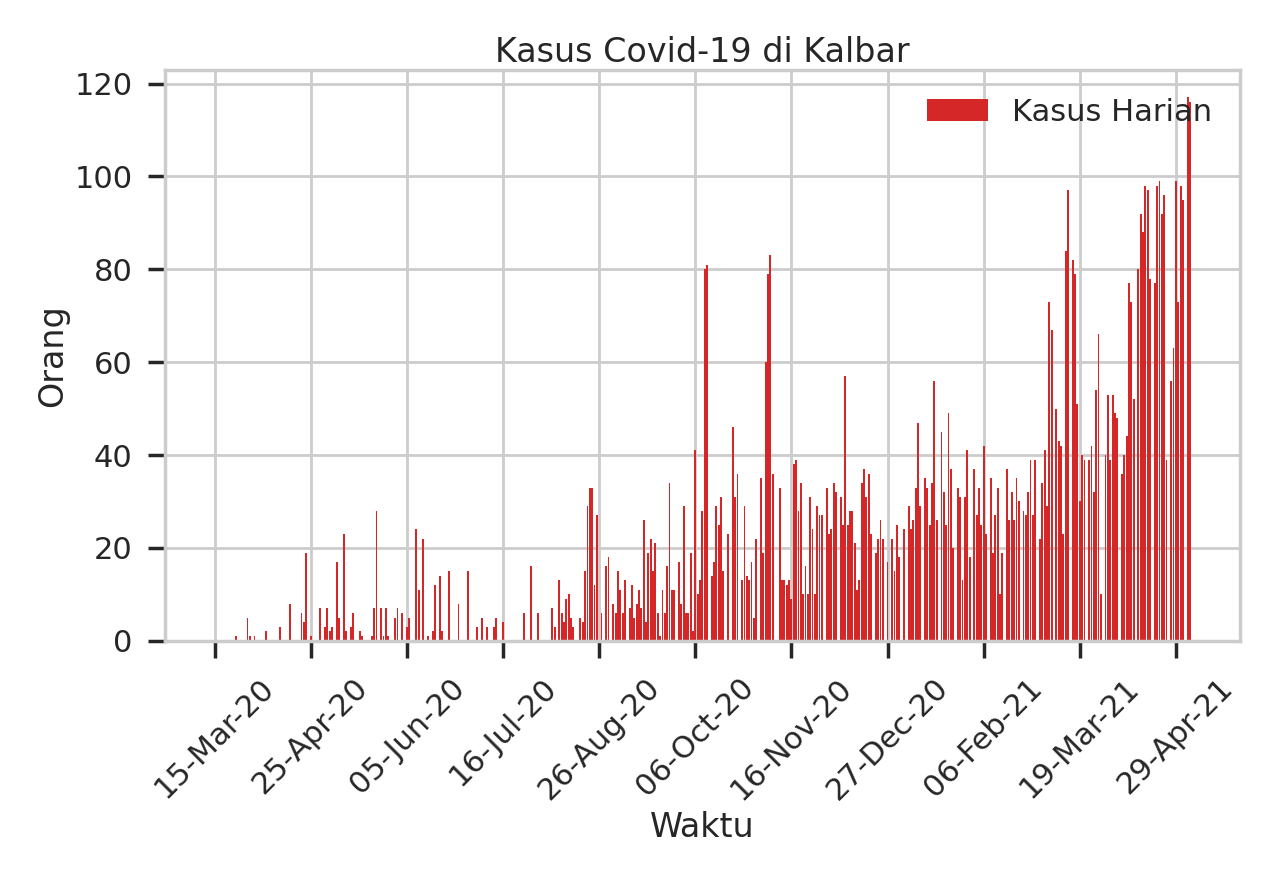 Kasus Covid-19 di Kalbar
Kasus Harian
120
100
80
60
40
20
0
Orang
15-Mar-20
25-Apr-20
05-Jun-20
16-Jul-20
26-Aug-20
06-Oct-20
16-Nov-20
27-Dec-20
06-Feb-21
19-Mar-21
29-Apr-21
Waktu